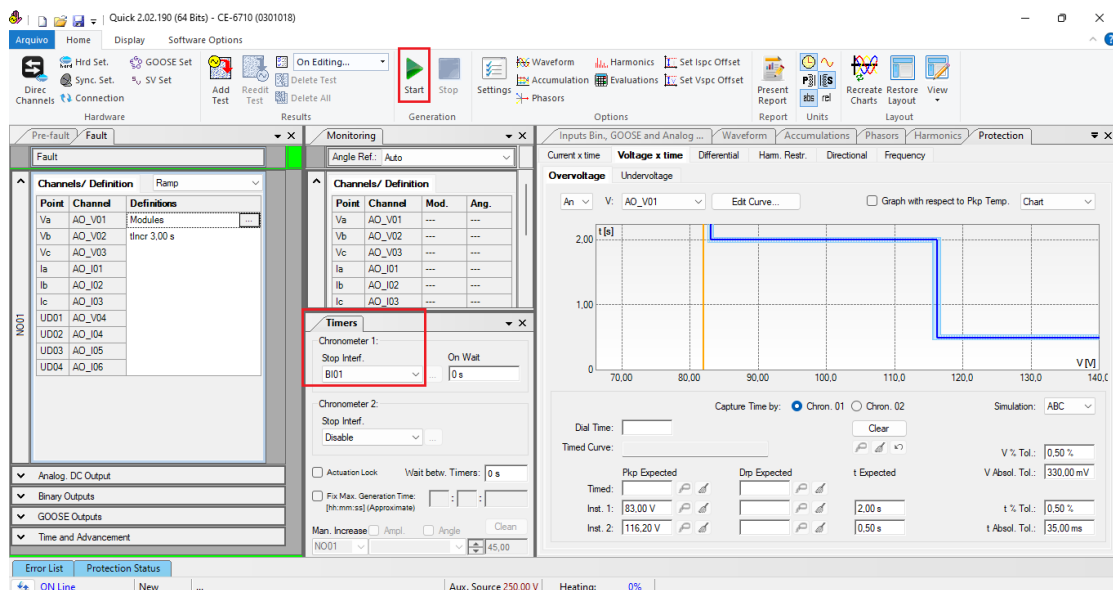 Quick 2.02.190 (64 Bits) - CE-6710 (0301018)
Arquivo Home Display Software Options
Direc Channels
Hrd Set.
Sync. Set.
Connection
GOOSE Set
SV Set
Hardware
Add Test
Reedit Test
On Editing...
Delete Test
Delete All
Results
Start
Stop
Generation
Settings
Waveform
Accumulation
Phasors
Harmonics
Evaluations
Set Ispc Offset
Set Vspc Offset
Options
Present Report
Report
abs rel
Units
Recreate Charts
Restore Layout
View
Layout
Pre-fault Fault
Fault
NO01
Channels/ Definition Ramp
Point Channel Definitions
Va AO_V01 Modules ...
Vb AO_V02 tIncr 3,00 s
Vc AO_V03
Ia AO_I01
Ib AO_I02
Ic AO_I03
UD01 AO_V04
UD02 AO_I04
UD03 AO_I05
UD04 AO_I06
Analog. DC Output
Binary Outputs
GOOSE Outputs
Time and Advancement
Monitoring
Angle Ref.: Auto
Channels/ Definition
Point Channel Mod. Ang.
Va AO_V01 --- ---
Vb AO_V02 --- ---
Vc AO_V03 --- ---
Ia AO_I01 --- ---
Ib AO_I02 --- ---
Ic AO_I03 --- ---
Timers
Chronometer 1:
Stop Interf. On Wait
BI01 ... 0 s
Chronometer 2:
Stop Interf.
Disable ...
Actuation Lock Wait betw. Timers: 0 s
Fix Max. Generation Time: : :
[hh:mm:ss] (Approximate)
Man. Increase Ampl. Angle Clean
NO01 45,00
Inputs Bin., GOOSE and Analog ... Waveform Accumulations Phasors Harmonics Protection
Current x time Voltage x time Differential Harm. Restr. Directional Frequency
Overvoltage Undervoltage
An V: AO_V01 Edit Curve... Graph with respect to Pkp Temp. Chart
t [s]
2,00
1,00
0
V [V]
70,00 80,00 90,00 100,0 110,0 120,0 130,0 140,0
Capture Time by: Chron. 01 Chron. 02 Simulation: ABC
Dial Time: Clear
Timed Curve: V % Tol.: 0,50 %
Pkp Expected Drp Expected t Expected V Absol. Tol.: 330,00 mV
Timed:
Inst. 1: 83,00 V 2,00 s t % Tol.: 0,50 %
Inst. 2: 116,20 V 0,50 s t Absol. Tol.: 35,00 ms
Error List Protection Status
ON Line New ... Aux. Source 250,00 V Heating: 0%